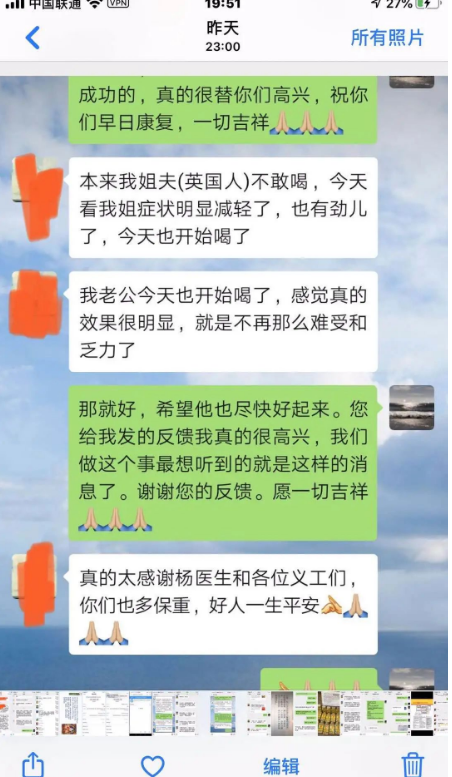 中国联通 VPN
19:51
27%
昨天
23:00
所有照片
成功的，真的很替你们高兴，祝你
们早日康复，一切吉祥🙏🏼🙏🏼🙏🏼
本来我姐夫(英国人)不敢喝，今天
看我姐症状明显减轻了，也有劲儿
了，今天也开始喝了
我老公今天也开始喝了，感觉真的
效果很明显，就是不再那么难受和
乏力了
那就好，希望他也尽快好起来。您
给我发的反馈我真的很高兴，我们
做这个事最想听到的就是这样的消
息了。谢谢您的反馈。愿一切吉祥
🙏🏼🙏🏼🙏🏼
真的太感谢杨医生和各位义工们，
你们也多保重，好人一生平安🙏🏼
🙏🏼🙏🏼
编辑